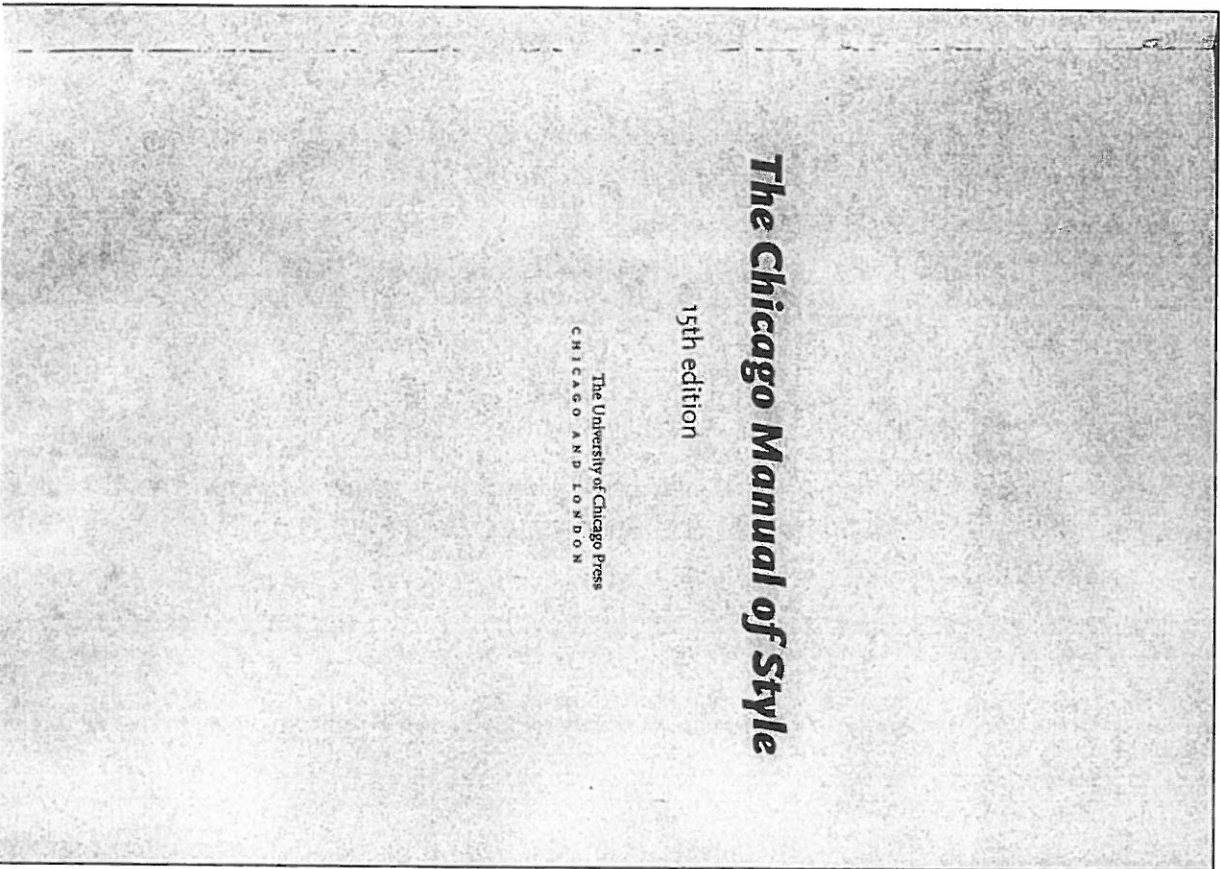 The Chicago Manual of Style
15th edition
The University of Chicago Press
CHICAGO AND LONDON